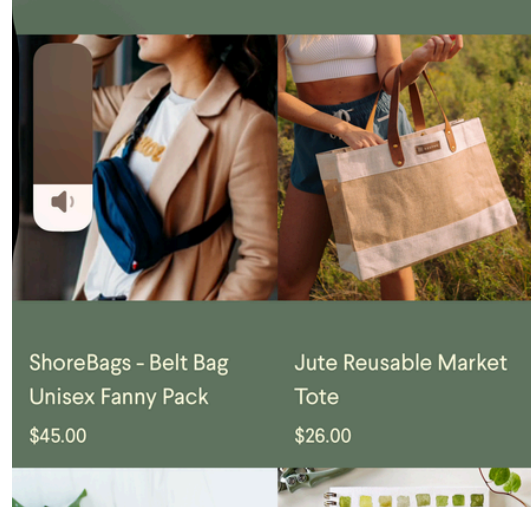 ShoreBags - Belt Bag
Unisex Fanny Pack
$45.00
Jute Reusable Market
Tote
$26.00